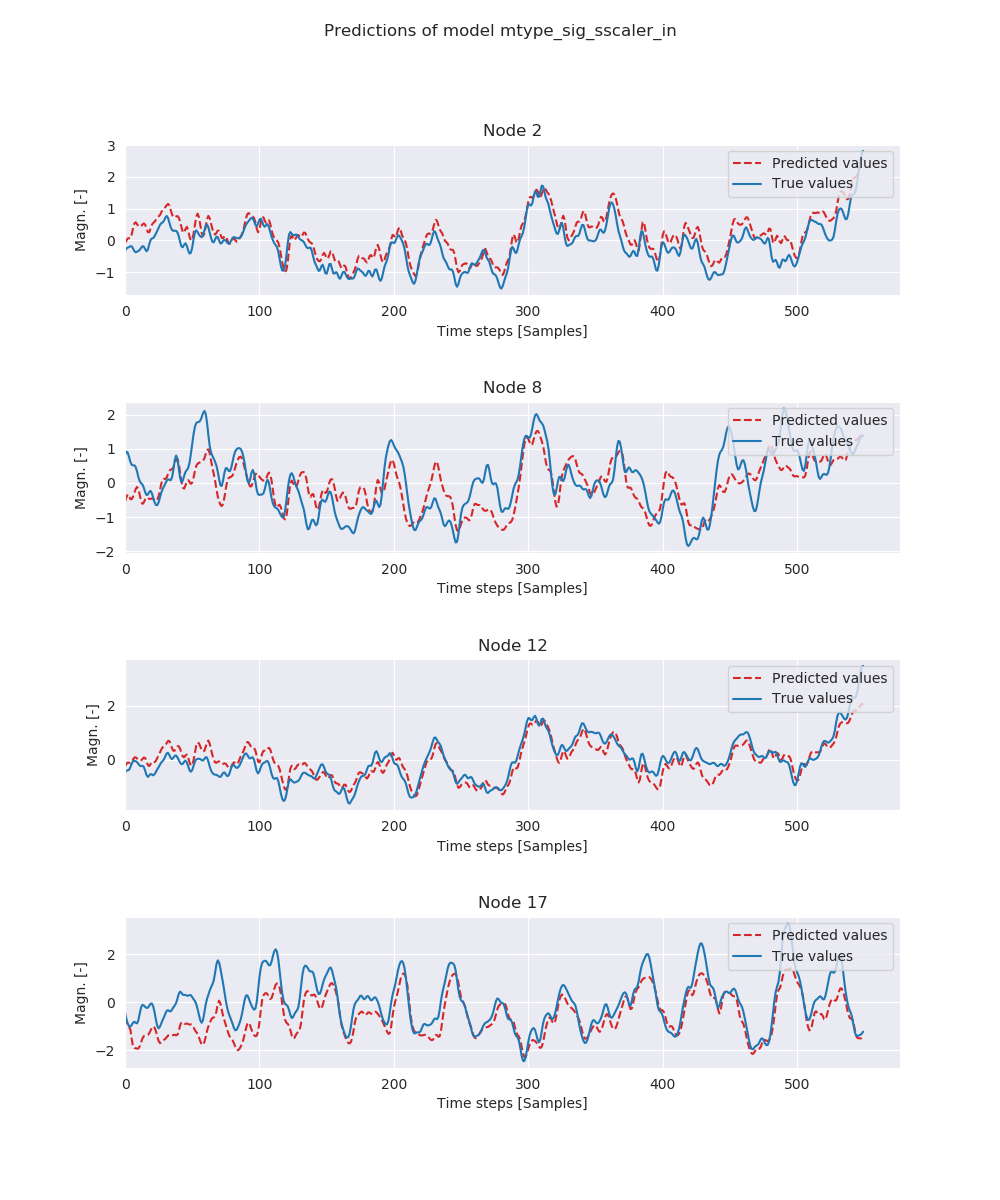 Predictions of model mtype_sig_sscaler_in
Node 2
Predicted values
True values
3
2
1
0
−1
Magn. [-]
0 100 200 300 400 500
Time steps [Samples]
Node 8
Predicted values
True values
2
1
0
−1
−2
Magn. [-]
0 100 200 300 400 500
Time steps [Samples]
Node 12
Predicted values
True values
2
0
Magn. [-]
0 100 200 300 400 500
Time steps [Samples]
Node 17
Predicted values
True values
2
0
−2
Magn. [-]
0 100 200 300 400 500
Time steps [Samples]